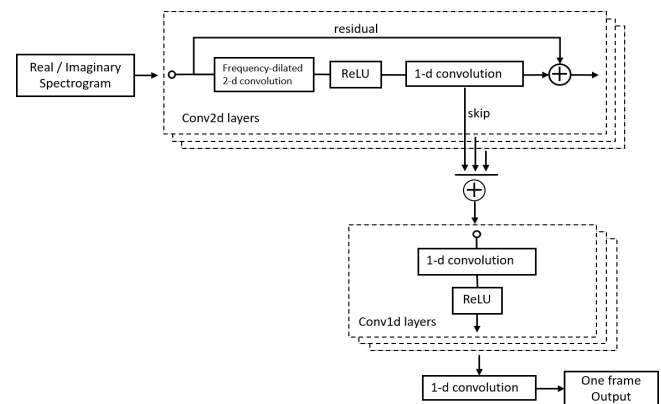 residual
Real / Imaginary
Spectrogram
Frequency-dilated
2-d convolution
ReLU
1-d convolution
Conv2d layers
skip
1-d convolution
ReLU
Conv1d layers
1-d convolution
One frame
Output